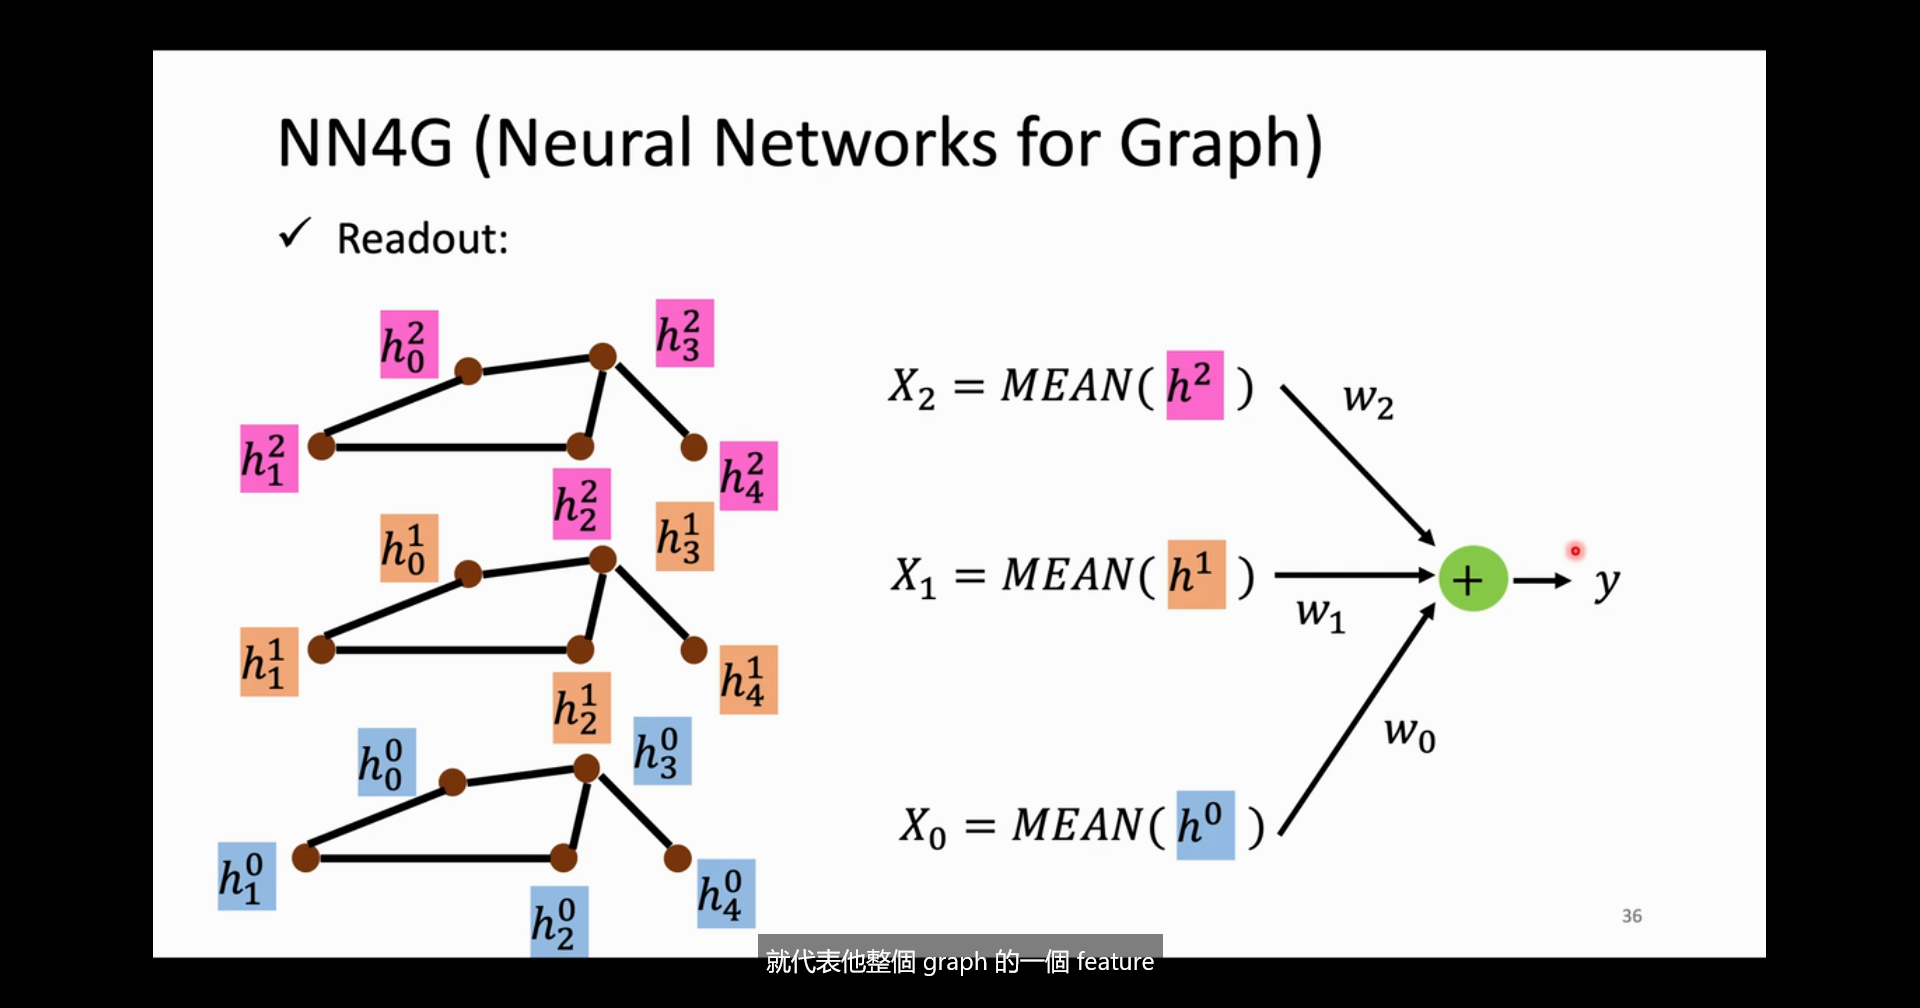 NN4G (Neural Networks for Graph)
✓ Readout:
h_0^2
h_3^2
h_1^2
h_2^2
h_4^2
h_0^1
h_3^1
h_1^1
h_2^1
h_4^1
h_0^0
h_3^0
h_1^0
h_2^0
h_4^0
X_2 = MEAN( h^2 )
w_2
X_1 = MEAN( h^1 )
w_1
+
y
w_0
X_0 = MEAN( h^0 )
36
就代表他整個 graph 的一個 feature